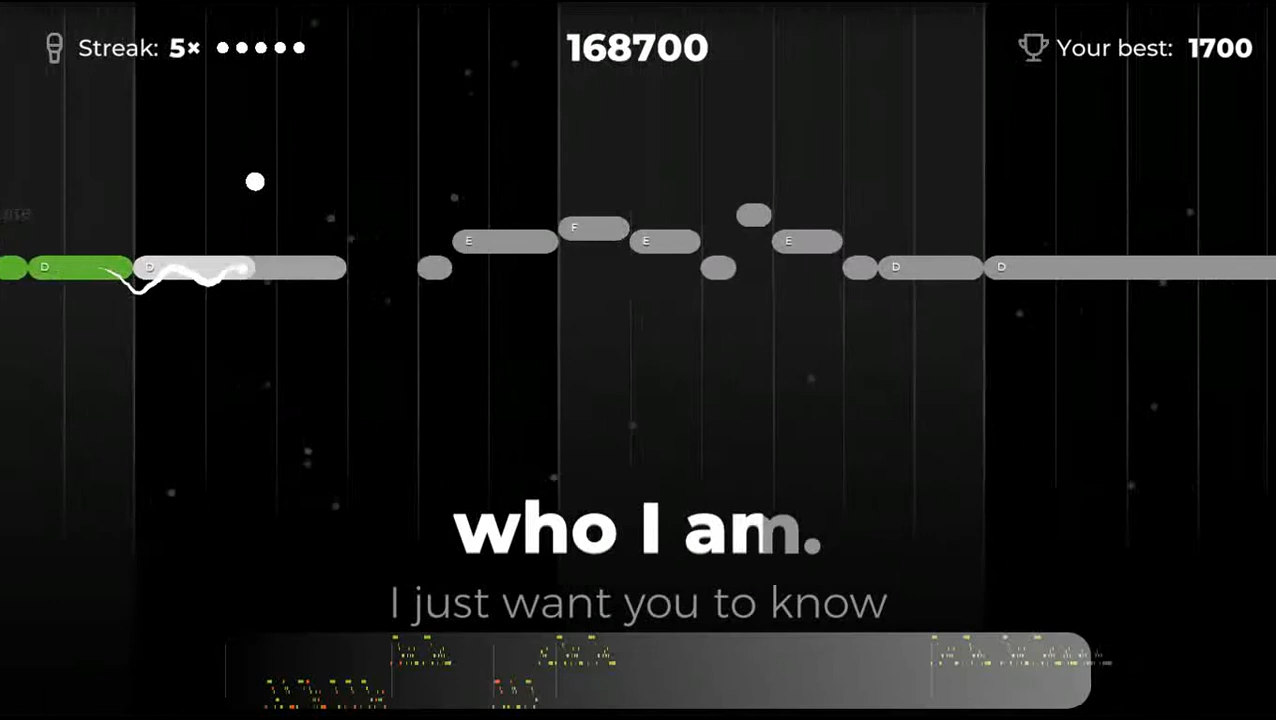 Streak: 5× 168700 Your best: 1700
E F E E
D D D D
who I am.
I just want you to know